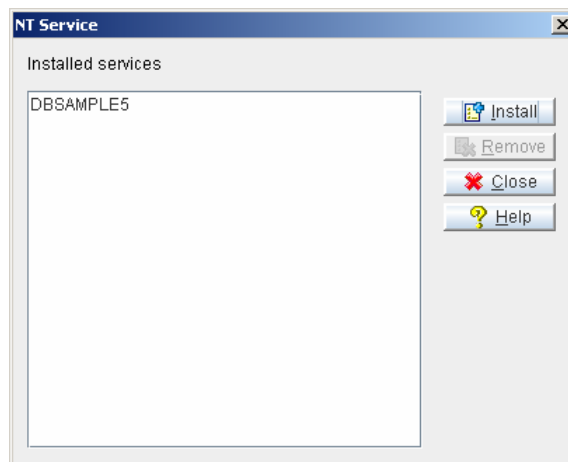 NT Service
Installed services
DBSAMPLE5
Install
Remove
Close
Help